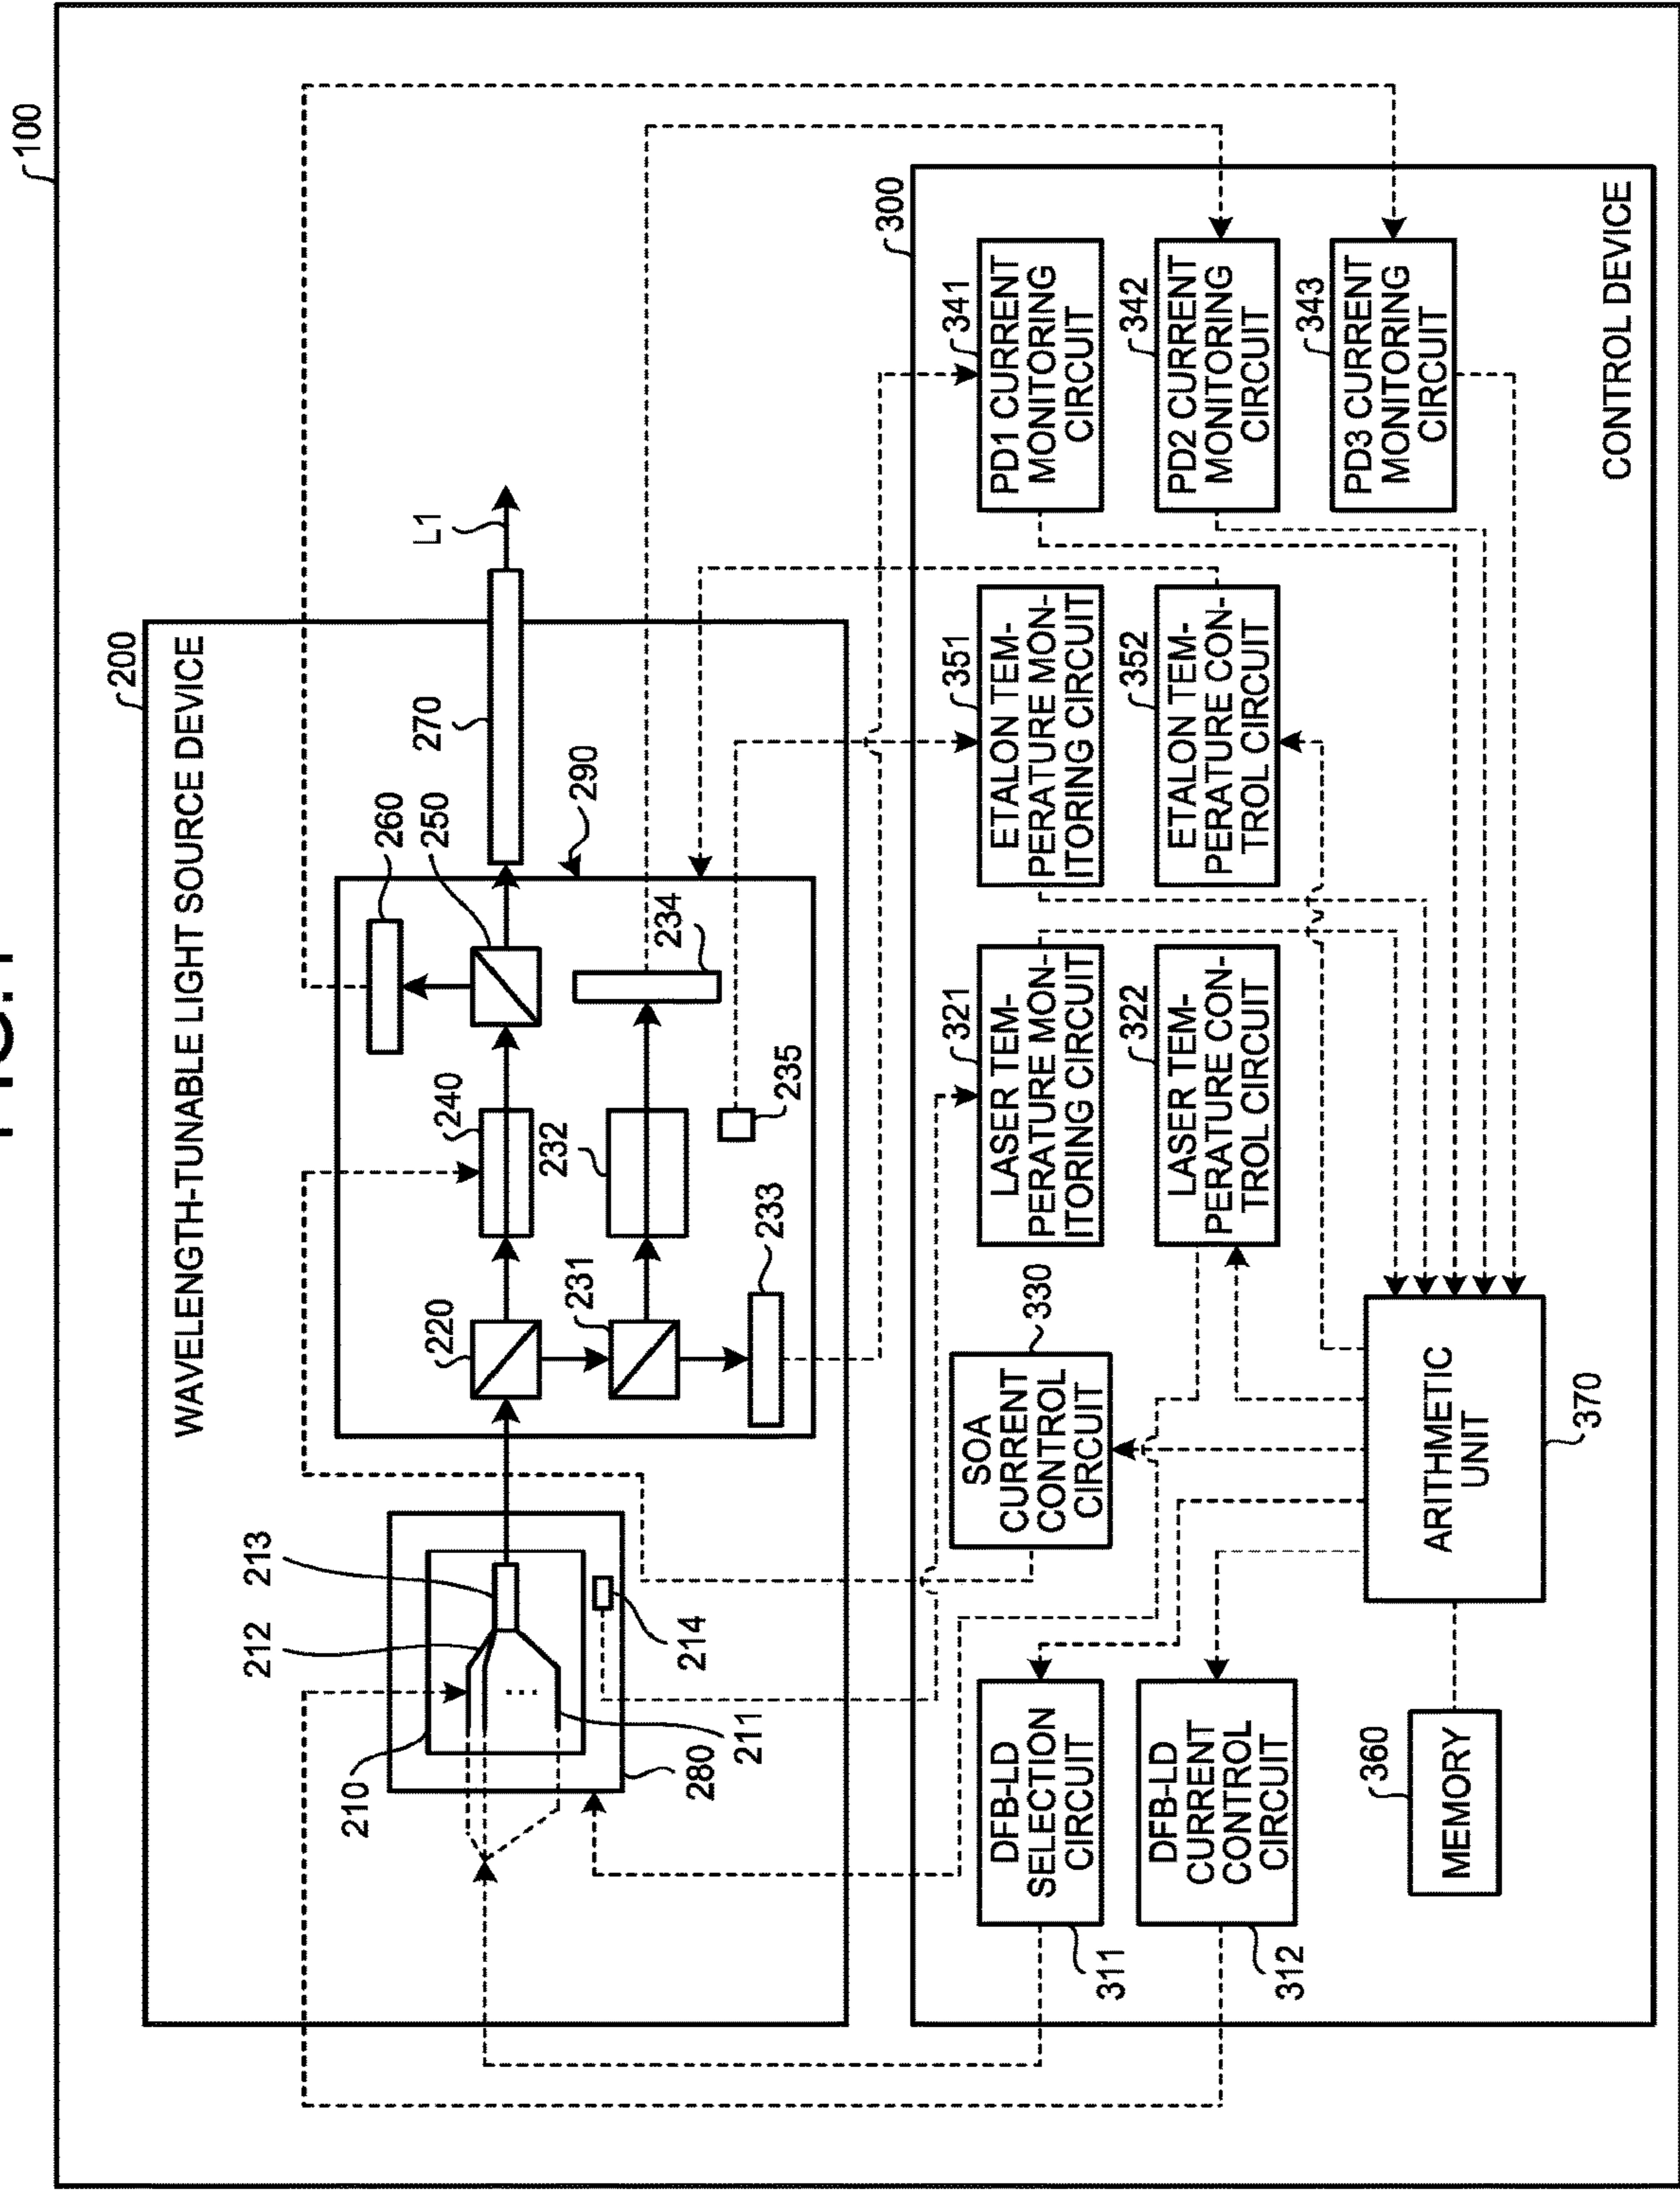 100
200
WAVELENGTH-TUNABLE LIGHT SOURCE DEVICE
210
212
213
211
280
214
220
231
233
240
232
235
260
250
234
290
270
L1
300
CONTROL DEVICE
311
DFB-LD
SELECTION
CIRCUIT
312
DFB-LD
CURRENT
CONTROL
CIRCUIT
330
SOA
CURRENT
CONTROL
CIRCUIT
321
LASER TEM-
PERATURE MON-
ITORING CIRCUIT
322
LASER TEM-
PERATURE CON-
TROL CIRCUIT
351
ETALON TEM-
PERATURE MON-
ITORING CIRCUIT
352
ETALON TEM-
PERATURE CON-
TROL CIRCUIT
341
PD1 CURRENT
MONITORING
CIRCUIT
342
PD2 CURRENT
MONITORING
CIRCUIT
343
PD3 CURRENT
MONITORING
CIRCUIT
360
MEMORY
ARITHMETIC
UNIT
370